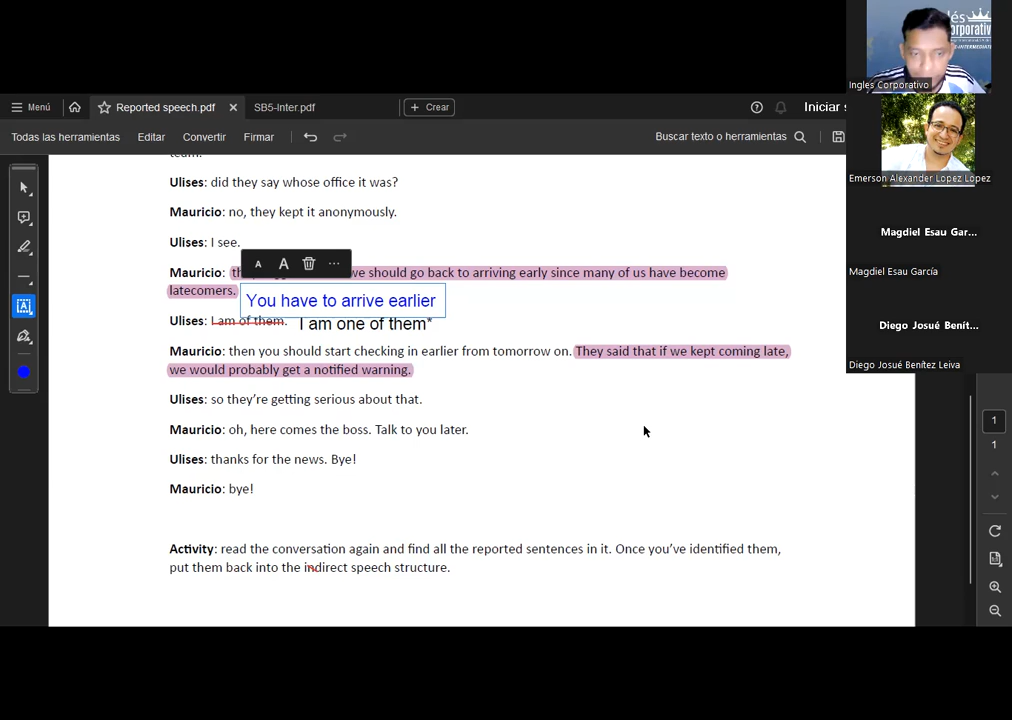 és
orporativ
E-INTERMEDIATE
Ingles Corporativo
Menú
Reported speech.pdf
SB5-Inter.pdf
Crear
Iniciar s
Todas las herramientas
Editar
Convertir
Firmar
Buscar texto o herramientas
Emerson Alexander Lopez Lopez
team.
Ulises: did they say whose office it was?
Mauricio: no, they kept it anonymously.
Magdiel Esau Gar...
Ulises: I see.
A A ...
Mauricio: we should go back to arriving early since many of us have become
latecomers.
Magdiel Esau García
You have to arrive earlier
Ulises: I am of them. I am one of them*
Diego Josué Benít...
Mauricio: then you should start checking in earlier from tomorrow on. They said that if we kept coming late,
we would probably get a notified warning.
Diego Josué Benítez Leiva
Ulises: so they're getting serious about that.
Mauricio: oh, here comes the boss. Talk to you later.
Ulises: thanks for the news. Bye!
Mauricio: bye!
1
1
Activity: read the conversation again and find all the reported sentences in it. Once you've identified them,
put them back into the indirect speech structure.